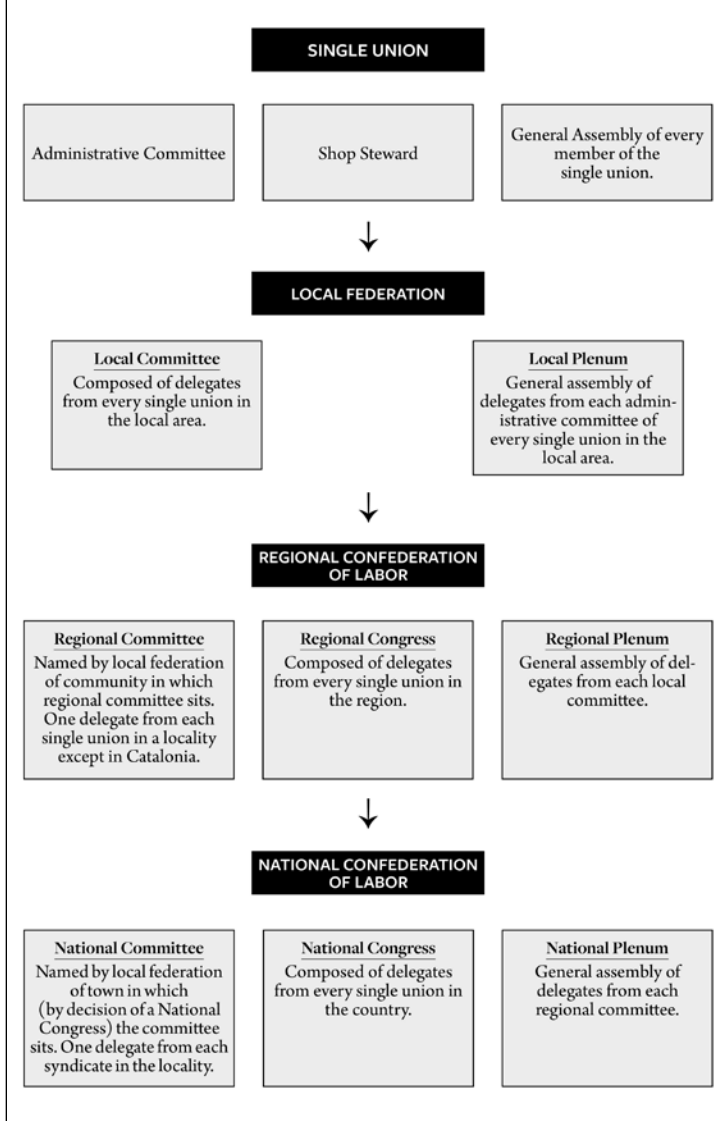 SINGLE UNION
Administrative Committee
Shop Steward
General Assembly of every
member of the
single union.
LOCAL FEDERATION
Local Committee
Composed of delegates
from every single union in
the local area.
Local Plenum
General assembly of
delegates from each admin-
istrative committee of
every single union in the
local area.
REGIONAL CONFEDERATION
OF LABOR
Regional Committee
Named by local federation
of community in which
regional committee sits.
One delegate from each
single union in a locality
except in Catalonia.
Regional Congress
Composed of delegates
from every single union in
the region.
Regional Plenum
General assembly of del-
egates from each local
committee.
NATIONAL CONFEDERATION
OF LABOR
National Committee
Named by local federation
of town in which
(by decision of a National
Congress) the committee
sits. One delegate from each
syndicate in the locality.
National Congress
Composed of delegates
from every single union in
the country.
National Plenum
General assembly of
delegates from each
regional committee.